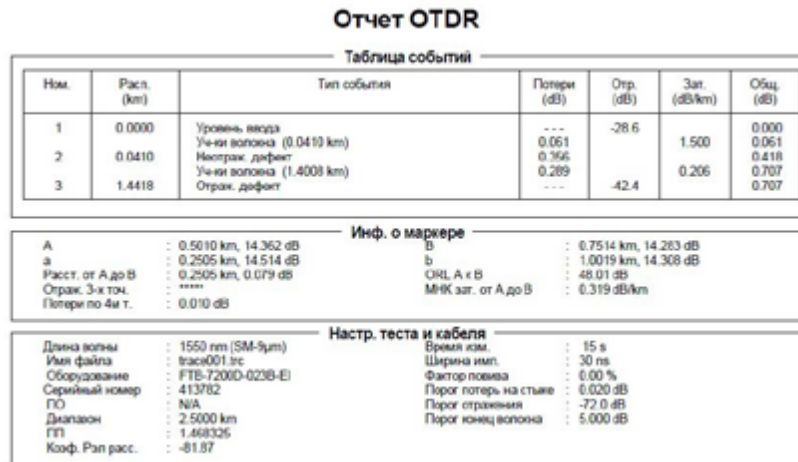 Отчет OTDR
Таблица событий
Ном. Расп. (km) Тип события Потери (dB) Отр. (dB) Зат. (dB/km) Общ. (dB)
1 0.0000 Уровень ввода - - - -28.6 0.000
Уч-ки волокна (0.0410 km) 0.061 1.500 0.061
2 0.0410 Неотраж. дефект 0.356 0.418
Уч-ки волокна (1.4008 km) 0.289 0.206 0.707
3 1.4418 Отраж. дефект - - - -42.4 0.707
Инф. о маркере
A : 0.5010 km, 14.362 dB B : 0.7514 km, 14.283 dB
a : 0.2505 km, 14.514 dB b : 1.0019 km, 14.308 dB
Расст. от A до B : 0.2505 km, 0.079 dB ORL A к B : 48.01 dB
Отраж. 3-х точ. : ***** МНК зат. от A до B : 0.319 dB/km
Потери по 4м т. : 0.010 dB
Настр. теста и кабеля
Длина волны : 1550 nm (SM-9µm) Время изм. : 15 s
Имя файла : trace001.trc Ширина имп. : 30 ns
Оборудование : FTB-7200D-023B-EI Фактор повива : 0.00 %
Серийный номер : 413782 Порог потерь на стыке : 0.020 dB
ПО : N/A Порог отражения : -72.0 dB
Диапазон : 2.5000 km Порог конец волокна : 5.000 dB
ПП : 1.468325
Коэф. Рэл расс. : -81.87